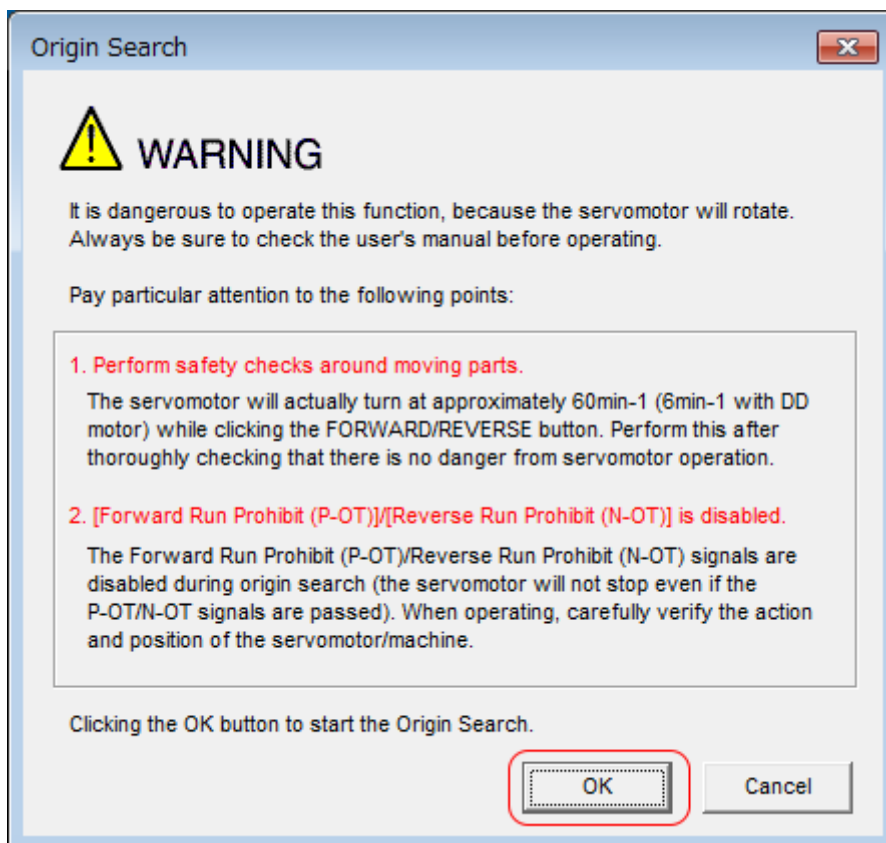 Origin Search
WARNING
It is dangerous to operate this function, because the servomotor will rotate.
Always be sure to check the user's manual before operating.
Pay particular attention to the following points:
1. Perform safety checks around moving parts.
The servomotor will actually turn at approximately 60min-1 (6min-1 with DD
motor) while clicking the FORWARD/REVERSE button. Perform this after
thoroughly checking that there is no danger from servomotor operation.
2. [Forward Run Prohibit (P-OT)]/[Reverse Run Prohibit (N-OT)] is disabled.
The Forward Run Prohibit (P-OT)/Reverse Run Prohibit (N-OT) signals are
disabled during origin search (the servomotor will not stop even if the
P-OT/N-OT signals are passed). When operating, carefully verify the action
and position of the servomotor/machine.
Clicking the OK button to start the Origin Search.
OK
Cancel